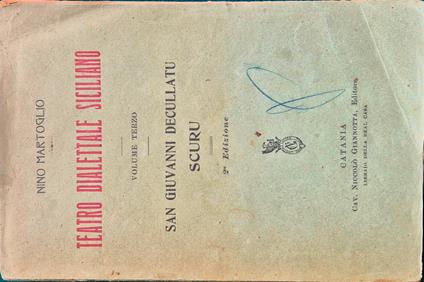 NINO MARTOGLIO
TEATRO DIALETTALE SICILIANO
VOLUME TERZO
SAN GIUVANNI DECULLATU
SCURU
2ª Edizione
CATANIA
CAV. NICCOLÒ GIANNOTTA, Editore
LIBRAIO DELLA REAL CASA